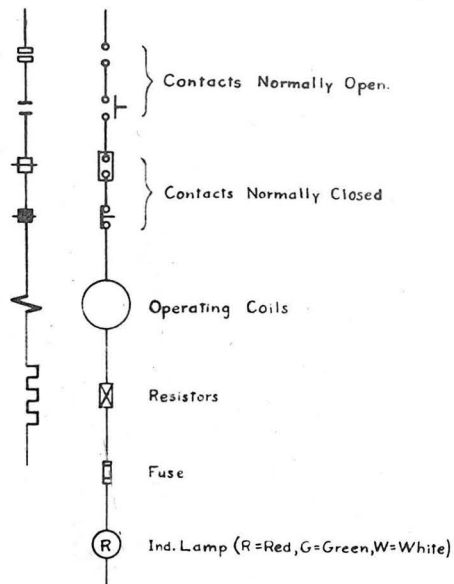 Contacts Normally Open.
Contacts Normally Closed
Operating Coils
Resistors
Fuse
R
Ind. Lamp (R=Red, G=Green, W=White)